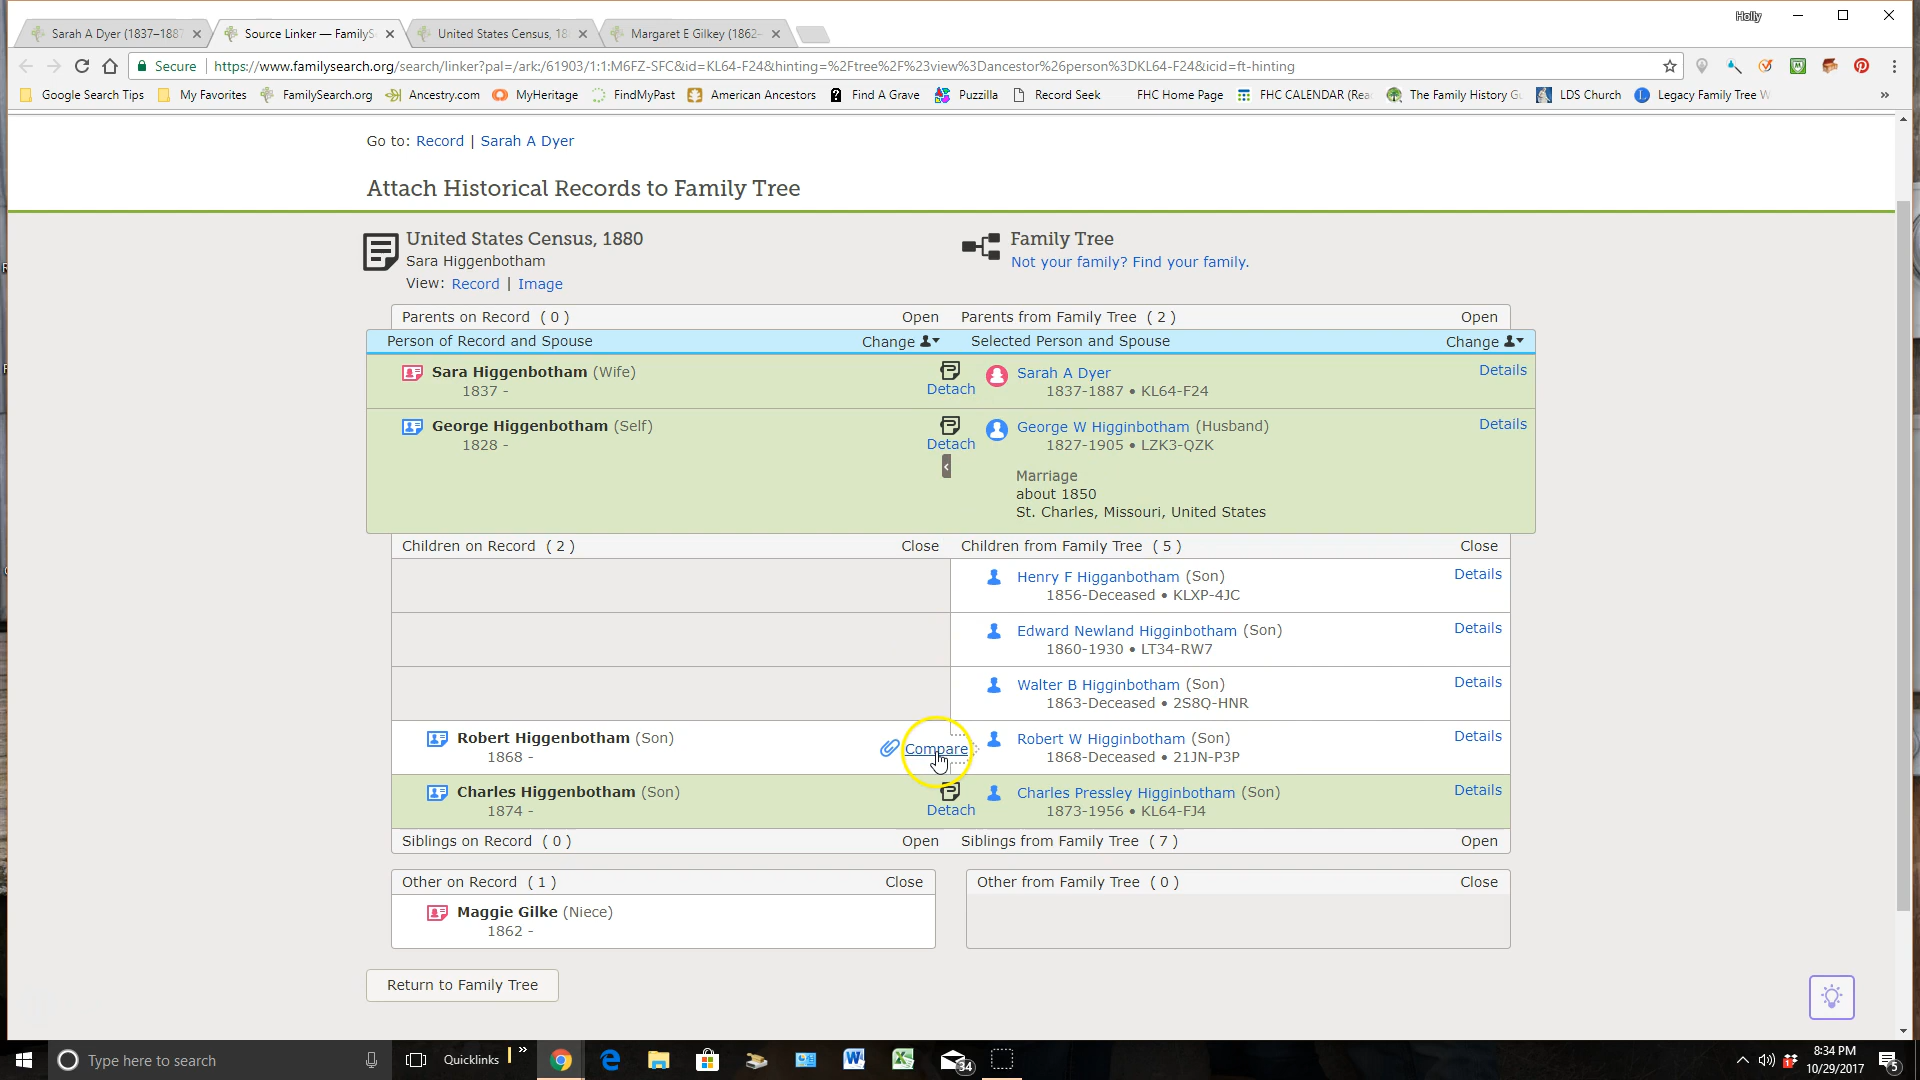 Holly
Sarah A Dyer (1837–1887
Source Linker — FamilyS
United States Census, 18
Margaret E Gilkey (1862–
Secure https://www.familysearch.org/search/linker?pal=/ark:/61903/1:1:M6FZ-SFC&id=KL64-F24&hinting=%2Ftree%2F%23view%3Dancestor%26person%3DKL64-F24&icid=ft-hinting
Google Search Tips My Favorites FamilySearch.org Ancestry.com MyHeritage FindMyPast American Ancestors Find A Grave Puzzilla Record Seek FHC Home Page FHC CALENDAR (Rea The Family History G LDS Church Legacy Family Tree W »
Go to: Record | Sarah A Dyer
Attach Historical Records to Family Tree
United States Census, 1880
Sara Higgenbotham
View: Record | Image
Family Tree
Not your family? Find your family.
Parents on Record ( 0 ) Open Parents from Family Tree ( 2 ) Open
Person of Record and Spouse Change Selected Person and Spouse Change
Sara Higgenbotham (Wife)
1837 -
Detach
Sarah A Dyer
1837-1887 • KL64-F24
Details
George Higgenbotham (Self)
1828 -
Detach
George W Higginbotham (Husband)
1827-1905 • LZK3-QZK
Details
Marriage
about 1850
St. Charles, Missouri, United States
Children on Record ( 2 ) Close Children from Family Tree ( 5 ) Close
Henry F Higganbotham (Son)
1856-Deceased • KLXP-4JC
Details
Edward Newland Higginbotham (Son)
1860-1930 • LT34-RW7
Details
Walter B Higginbotham (Son)
1863-Deceased • 2S8Q-HNR
Details
Robert Higgenbotham (Son)
1868 -
Compare
Robert W Higginbotham (Son)
1868-Deceased • 21JN-P3P
Details
Charles Higgenbotham (Son)
1874 -
Detach
Charles Pressley Higginbotham (Son)
1873-1956 • KL64-FJ4
Details
Siblings on Record ( 0 ) Open Siblings from Family Tree ( 7 ) Open
Other on Record ( 1 ) Close Other from Family Tree ( 0 ) Close
Maggie Gilke (Niece)
1862 -
Return to Family Tree
Type here to search
Quicklinks »
34
8:34 PM
10/29/2017
5